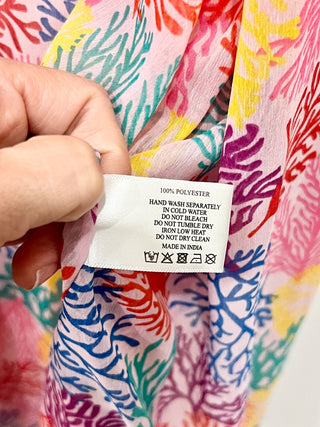 100% POLYESTER
HAND WASH SEPARATELY
IN COLD WATER
DO NOT BLEACH
DO NOT TUMBLE DRY
IRON LOW HEAT
DO NOT DRY CLEAN
MADE IN INDIA